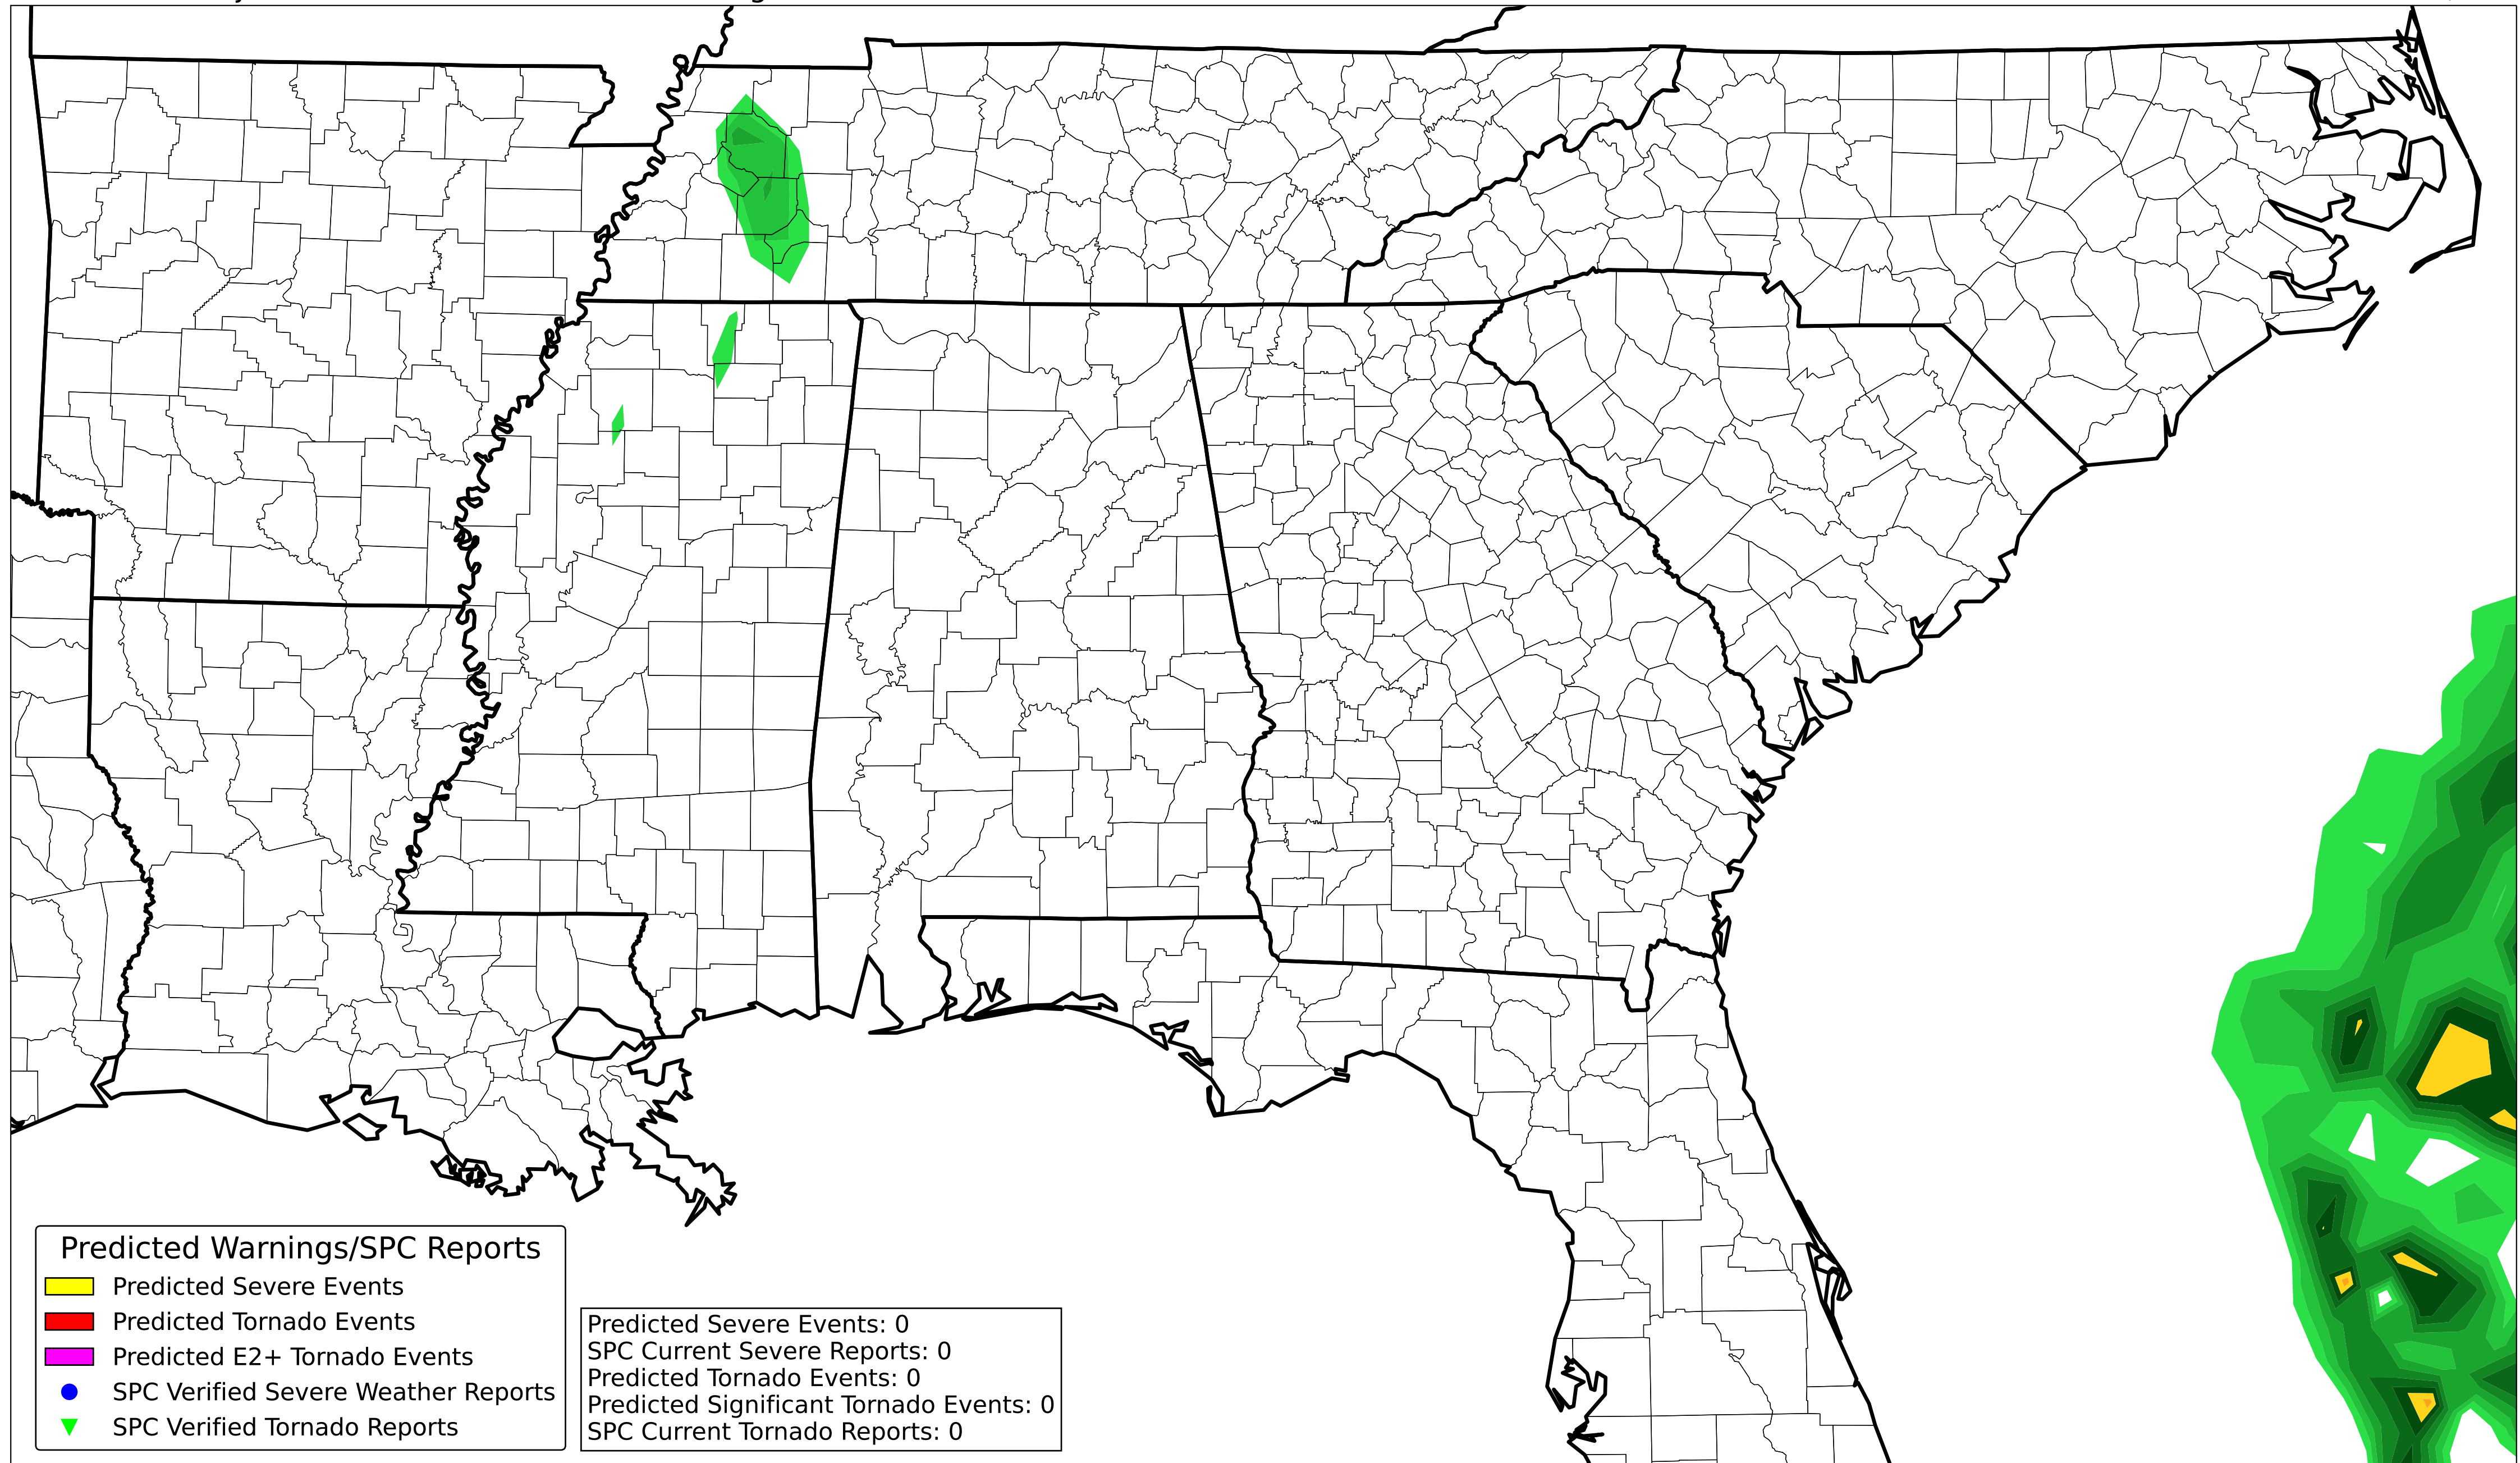 Predicted Warnings/SPC Reports
Predicted Severe Events
Predicted Tornado Events
Predicted E2+ Tornado Events
SPC Verified Severe Weather Reports
SPC Verified Tornado Reports
Predicted Severe Events: 0
SPC Current Severe Reports: 0
Predicted Tornado Events: 0
Predicted Significant Tornado Events: 0
SPC Current Tornado Reports: 0